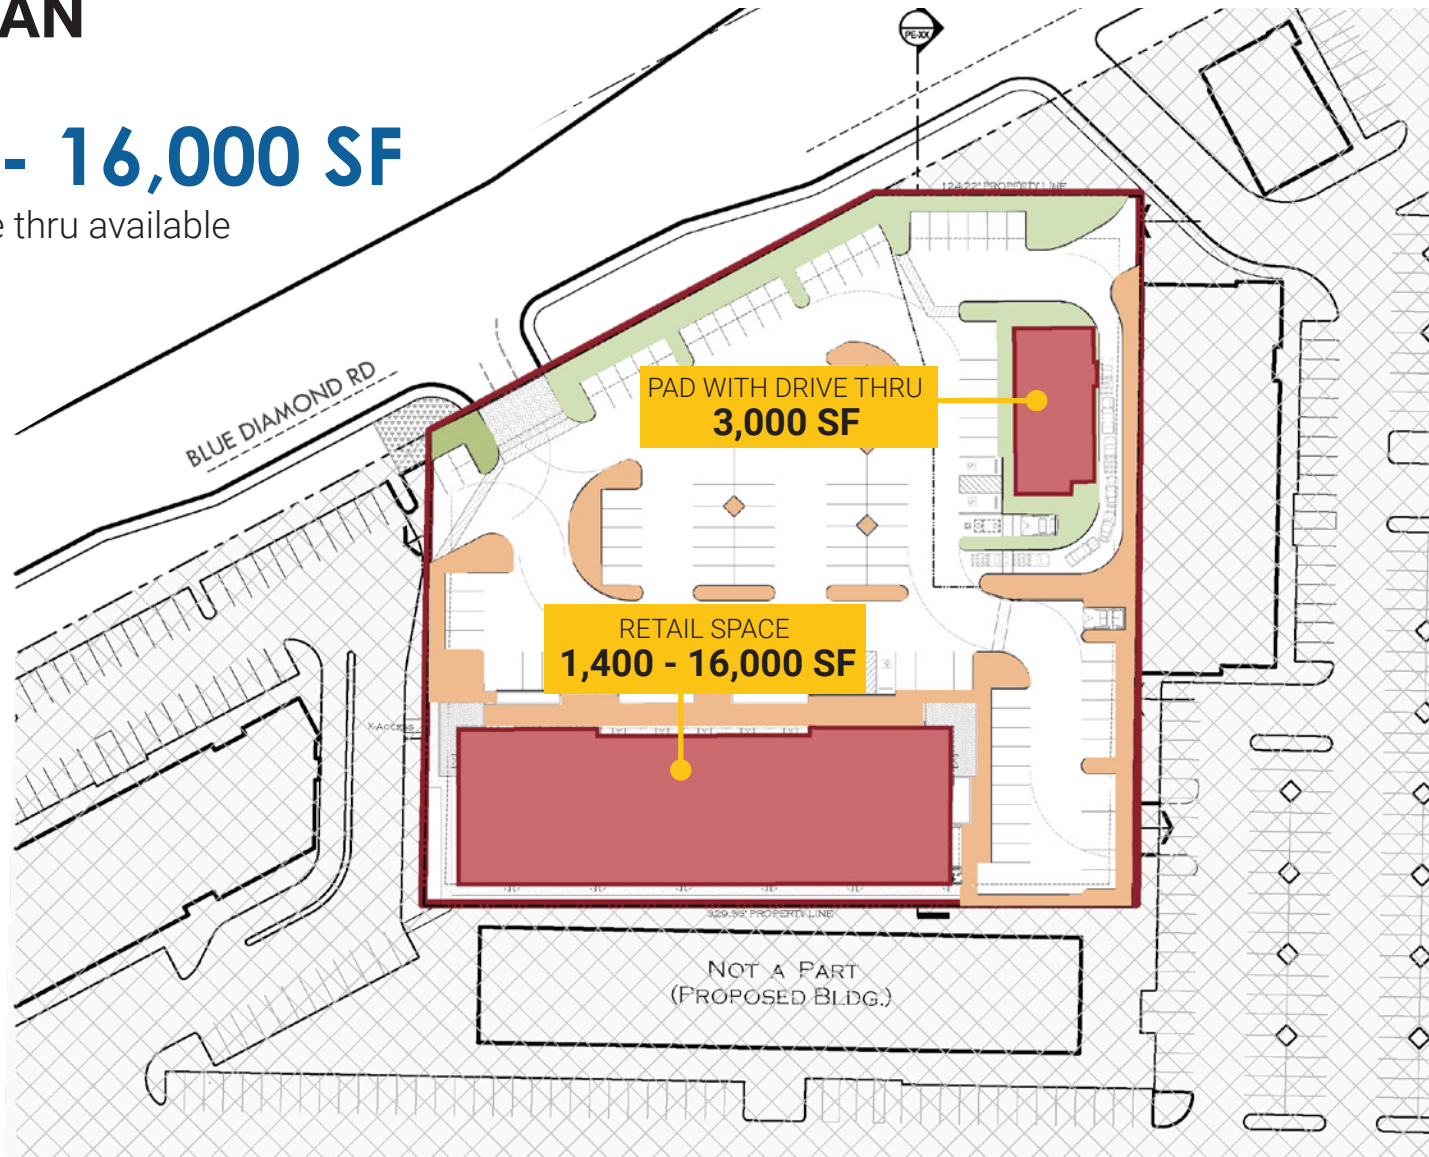 AN
- 16,000 SF
e thru available
PE-XX
124.22' PROPERTY LINE
BLUE DIAMOND RD
PAD WITH DRIVE THRU
3,000 SF
RETAIL SPACE
1,400 - 16,000 SF
X-Access
329.36' PROPERTY LINE
NOT A PART
(PROPOSED BLDG.)